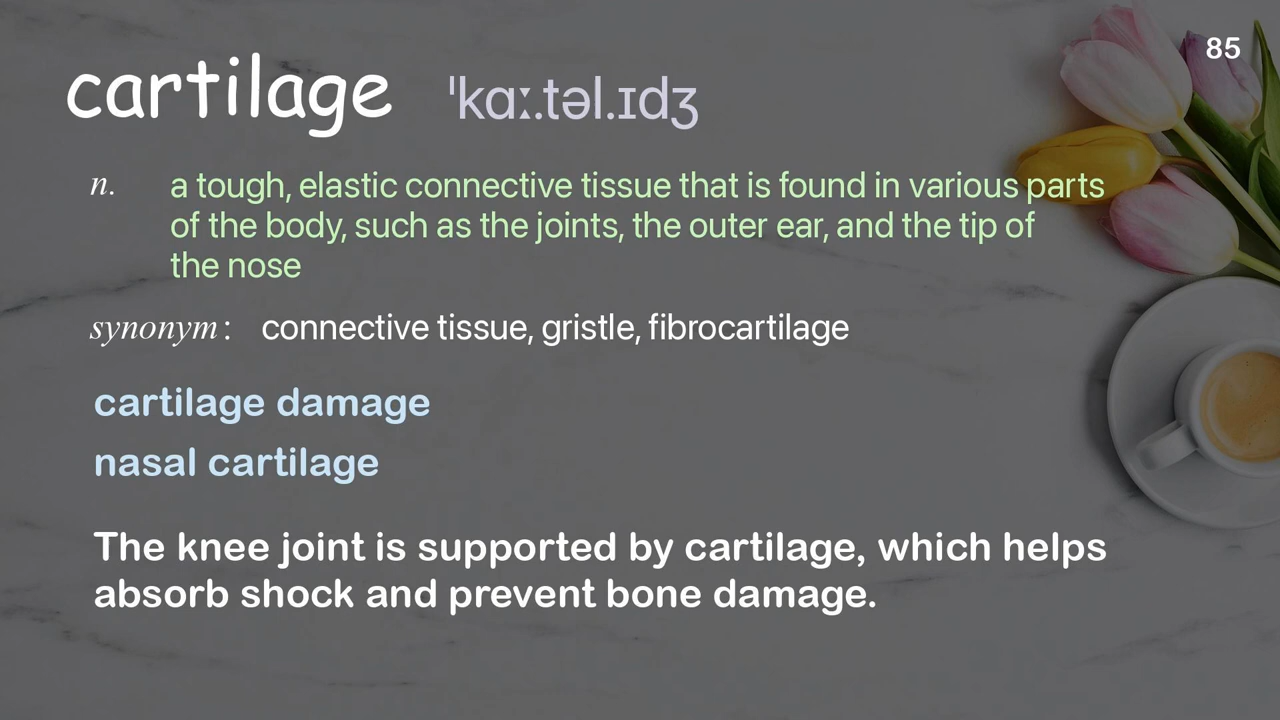 85
cartilage ˈkɑː.təl.ɪdʒ
n. a tough, elastic connective tissue that is found in various parts
of the body, such as the joints, the outer ear, and the tip of
the nose
synonym: connective tissue, gristle, fibrocartilage
cartilage damage
nasal cartilage
The knee joint is supported by cartilage, which helps
absorb shock and prevent bone damage.